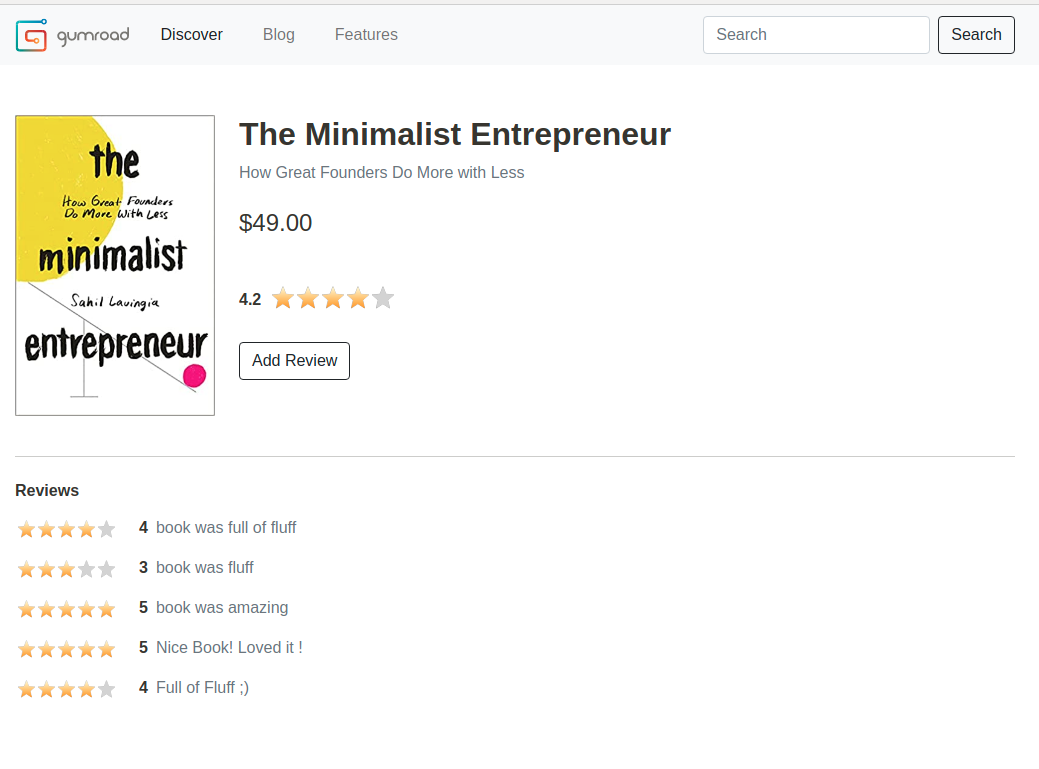 gumroad Discover Blog Features Search Search
The Minimalist Entrepreneur
How Great Founders Do More with Less
$49.00
4.2
Add Review
the
How Great Founders
Do More With Less
minimalist
Sahil Lavingia
entrepreneur
Reviews
4 book was full of fluff
3 book was fluff
5 book was amazing
5 Nice Book! Loved it !
4 Full of Fluff ;)